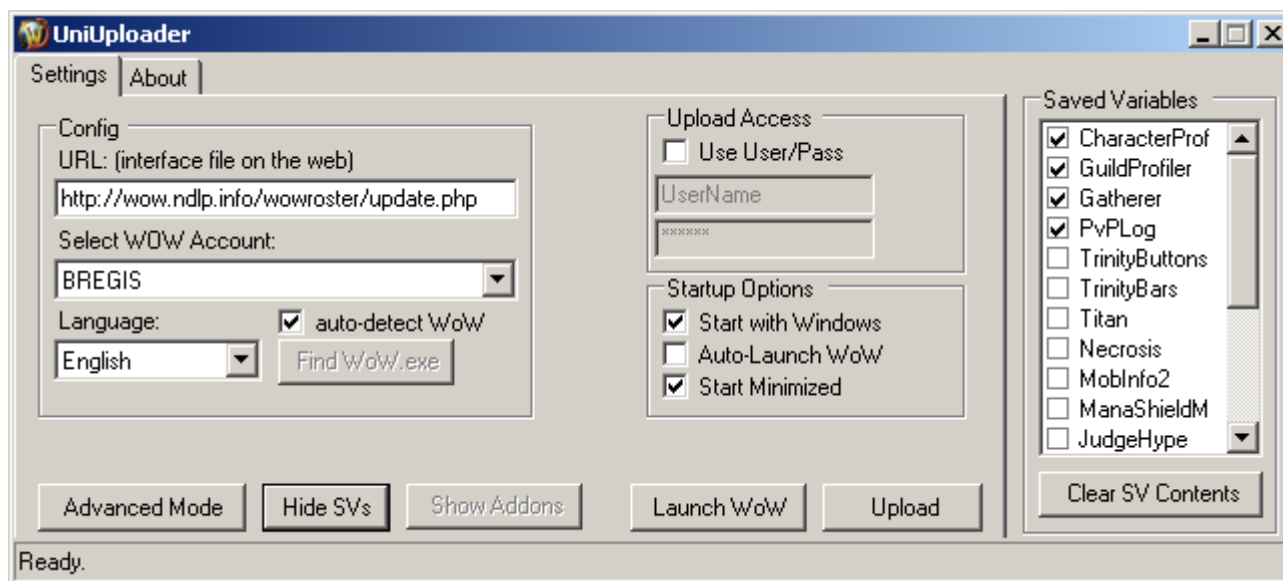 UniUploader
Settings
About
Config
URL: (interface file on the web)
http://wow.ndlp.info/wowroster/update.php
Select WOW Account:
BREGIS
Language:
auto-detect WoW
English
Find WoW.exe
Upload Access
Use User/Pass
UserName
******
Startup Options
Start with Windows
Auto-Launch WoW
Start Minimized
Saved Variables
CharacterProf
GuildProfiler
Gatherer
PvPLog
TrinityButtons
TrinityBars
Titan
Necrosis
MobInfo2
ManaShieldM
JudgeHype
Advanced Mode
Hide SVs
Show Addons
Launch WoW
Upload
Clear SV Contents
Ready.